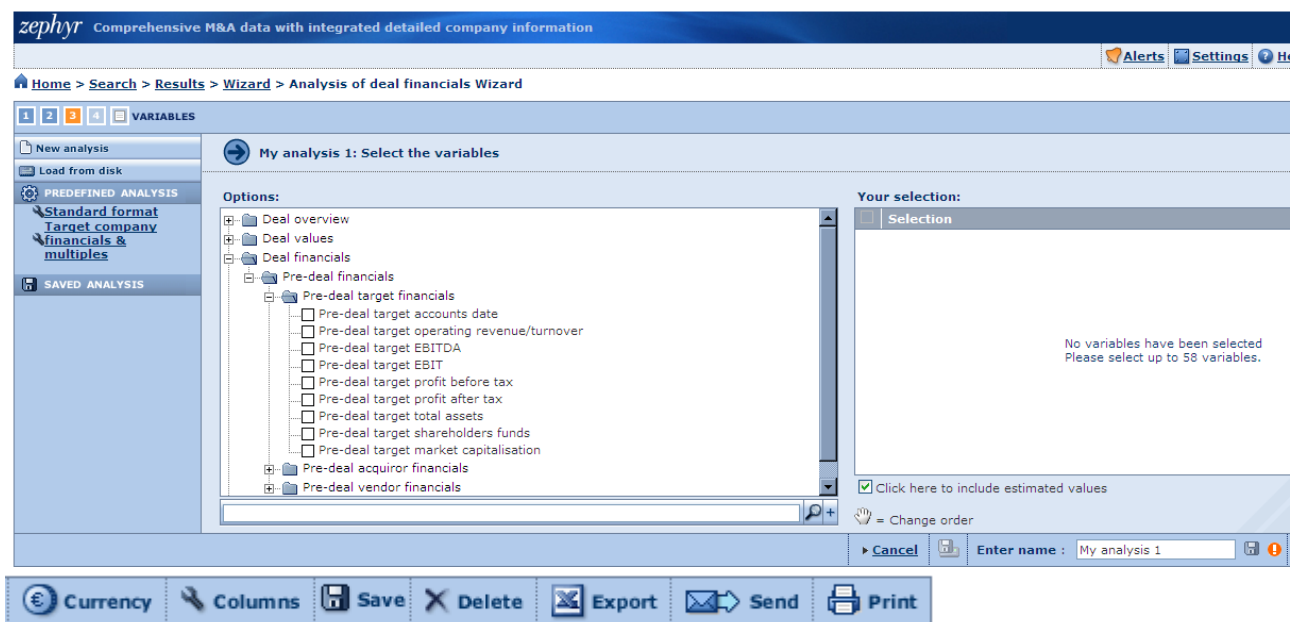 zephyr Comprehensive M&A data with integrated detailed company information
Alerts Settings
Home > Search > Results > Wizard > Analysis of deal financials Wizard
1 2 3 4 VARIABLES
New analysis
Load from disk
PREDEFINED ANALYSIS
Standard format
Target company
financials &
multiples
SAVED ANALYSIS
My analysis 1: Select the variables
Options:
Deal overview
Deal values
Deal financials
Pre-deal financials
Pre-deal target financials
Pre-deal target accounts date
Pre-deal target operating revenue/turnover
Pre-deal target EBITDA
Pre-deal target EBIT
Pre-deal target profit before tax
Pre-deal target profit after tax
Pre-deal target total assets
Pre-deal target shareholders funds
Pre-deal target market capitalisation
Pre-deal acquiror financials
Pre-deal vendor financials
Your selection:
Selection
No variables have been selected
Please select up to 58 variables.
Click here to include estimated values
= Change order
Cancel Enter name : My analysis 1
Currency Columns Save Delete Export Send Print